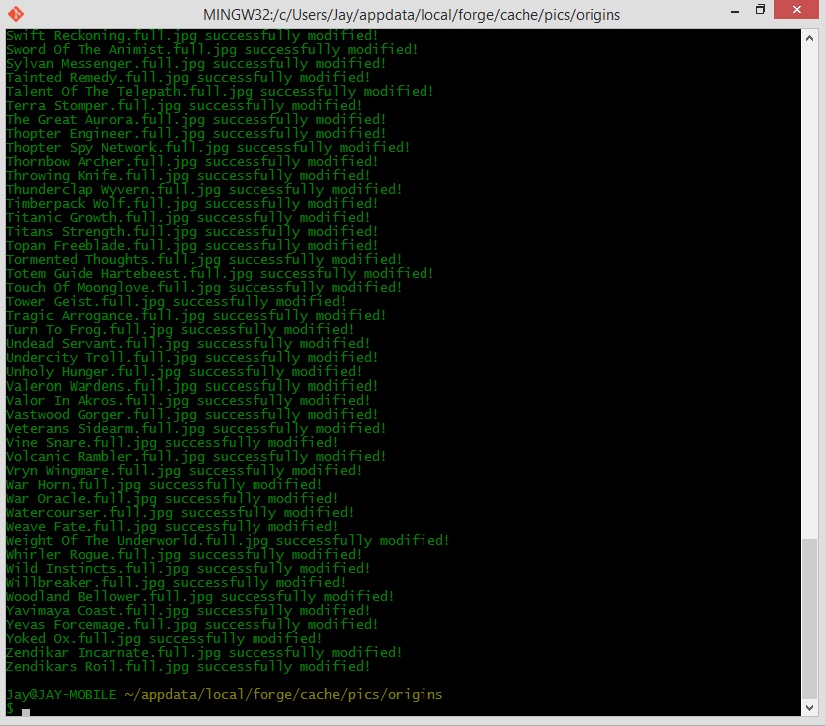 MINGW32:/c/Users/Jay/appdata/local/forge/cache/pics/origins
Swift Reckoning.full.jpg successfully modified!
Sword Of The Animist.full.jpg successfully modified!
Sylvan Messenger.full.jpg successfully modified!
Tainted Remedy.full.jpg successfully modified!
Talent Of The Telepath.full.jpg successfully modified!
Terra Stomper.full.jpg successfully modified!
The Great Aurora.full.jpg successfully modified!
Thopter Engineer.full.jpg successfully modified!
Thopter Spy Network.full.jpg successfully modified!
Thornbow Archer.full.jpg successfully modified!
Throwing Knife.full.jpg successfully modified!
Thunderclap Wyvern.full.jpg successfully modified!
Timberpack Wolf.full.jpg successfully modified!
Titanic Growth.full.jpg successfully modified!
Titans Strength.full.jpg successfully modified!
Topan Freeblade.full.jpg successfully modified!
Tormented Thoughts.full.jpg successfully modified!
Totem Guide Hartebeest.full.jpg successfully modified!
Touch Of Moonglove.full.jpg successfully modified!
Tower Geist.full.jpg successfully modified!
Tragic Arrogance.full.jpg successfully modified!
Turn To Frog.full.jpg successfully modified!
Undead Servant.full.jpg successfully modified!
Undercity Troll.full.jpg successfully modified!
Unholy Hunger.full.jpg successfully modified!
Valeron Wardens.full.jpg successfully modified!
Valor In Akros.full.jpg successfully modified!
Vastwood Gorger.full.jpg successfully modified!
Veterans Sidearm.full.jpg successfully modified!
Vine Snare.full.jpg successfully modified!
Volcanic Rambler.full.jpg successfully modified!
Vryn Wingmare.full.jpg successfully modified!
War Horn.full.jpg successfully modified!
War Oracle.full.jpg successfully modified!
Watercourser.full.jpg successfully modified!
Weave Fate.full.jpg successfully modified!
Weight Of The Underworld.full.jpg successfully modified!
Whirler Rogue.full.jpg successfully modified!
Wild Instincts.full.jpg successfully modified!
Willbreaker.full.jpg successfully modified!
Woodland Bellower.full.jpg successfully modified!
Yavimaya Coast.full.jpg successfully modified!
Yevas Forcemage.full.jpg successfully modified!
Yoked Ox.full.jpg successfully modified!
Zendikar Incarnate.full.jpg successfully modified!
Zendikars Roil.full.jpg successfully modified!
Jay@JAY-MOBILE ~/appdata/local/forge/cache/pics/origins
$